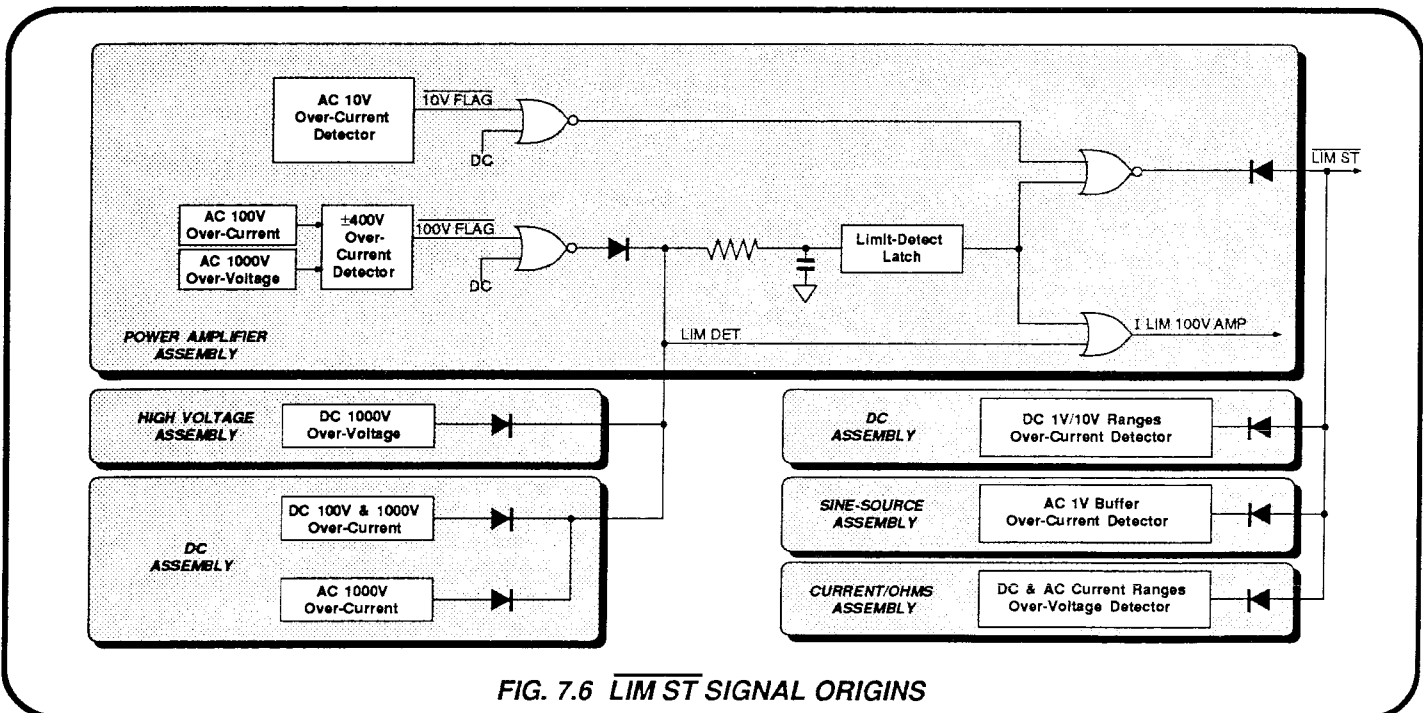 AC 10V
Over-Current
Detector
10V FLAG
DC
LIM ST
AC 100V
Over-Current
AC 1000V
Over-Voltage
±400V
Over-
Current
Detector
100V FLAG
DC
Limit-Detect
Latch
POWER AMPLIFIER
ASSEMBLY
LIM DET
I LIM 100V AMP
HIGH VOLTAGE
ASSEMBLY
DC 1000V
Over-Voltage
DC
ASSEMBLY
DC 1V/10V Ranges
Over-Current Detector
DC
ASSEMBLY
DC 100V & 1000V
Over-Current
AC 1000V
Over-Current
SINE-SOURCE
ASSEMBLY
AC 1V Buffer
Over-Current Detector
CURRENT/OHMS
ASSEMBLY
DC & AC Current Ranges
Over-Voltage Detector
FIG. 7.6 LIM ST SIGNAL ORIGINS